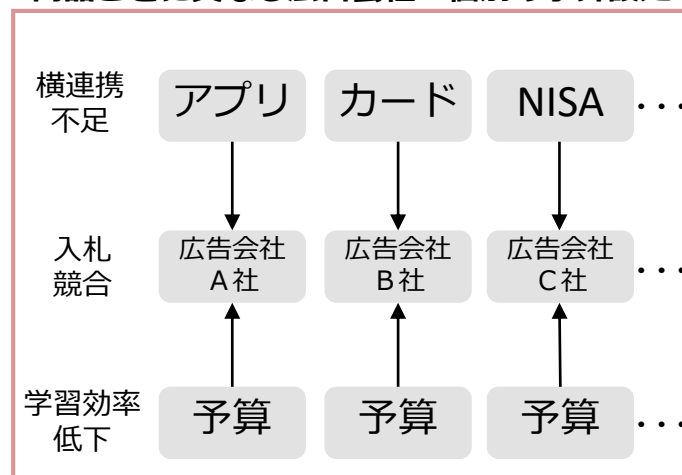 横連携
不足
アプリ
カード
NISA
・・・
入札
競合
広告会社
A社
広告会社
B社
広告会社
C社
・・・
学習効率
低下
予算
予算
予算
・・・